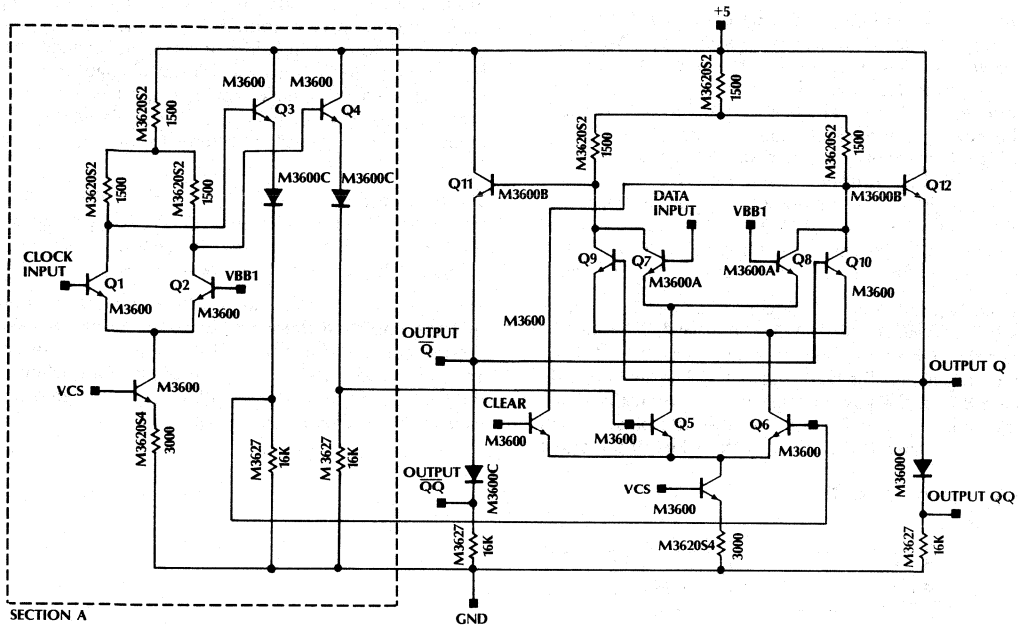 +5
M3600
M3600
Q3
Q4
M3620S2
1500
M3620S2
1500
M3620S2
1500
M3620S2
1500
M3620S2
1500
M3620S2
1500
M3600C
M3600C
Q11
M3600B
DATA
INPUT
VBB1
M3600B
Q12
CLOCK
INPUT
Q1
Q2
VBB1
M3600
M3600
Q9
Q7
M3600A
Q8
M3600A
Q10
M3600
M3600
OUTPUT
Q
OUTPUT Q
VCS
M3600
M3620S4
3000
CLEAR
M3600
M3600
Q5
Q6
M3600
M3627
16K
M3627
16K
OUTPUT
QQ
M3600C
VCS
M3600
M3600C
OUTPUT QQ
M3627
16K
M3620S4
3000
M3627
16K
SECTION A
GND